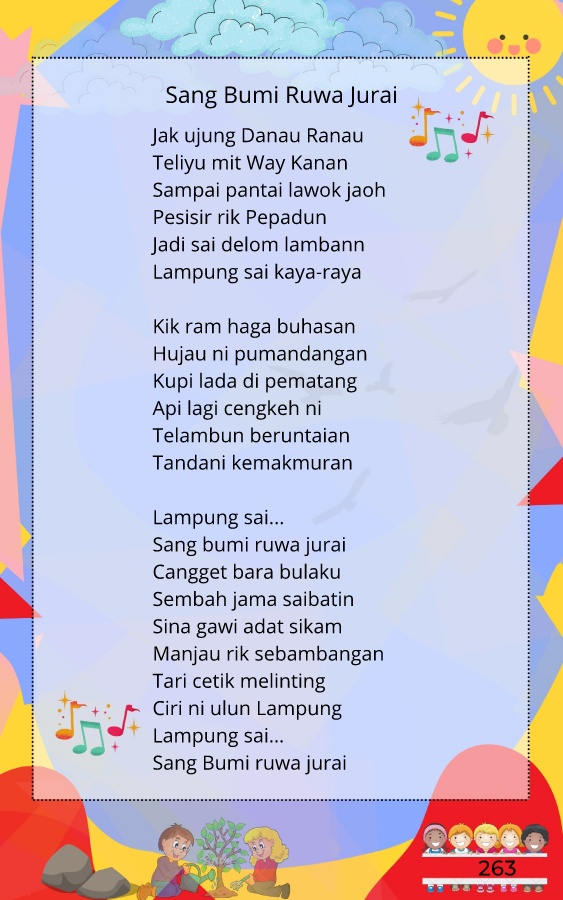 Sang Bumi Ruwa Jurai
Jak ujung Danau Ranau
Teliyu mit Way Kanan
Sampai pantai lawok jaoh
Pesisir rik Pepadun
Jadi sai delom lambann
Lampung sai kaya-raya
Kik ram haga buhasan
Hujau ni pumandangan
Kupi lada di pematang
Api lagi cengkeh ni
Telambun beruntaian
Tandani kemakmuran
Lampung sai...
Sang bumi ruwa jurai
Cangget bara bulaku
Sembah jama saibatin
Sina gawi adat sikam
Manjau rik sebambangan
Tari cetik melinting
Ciri ni ulun Lampung
Lampung sai...
Sang Bumi ruwa jurai
263